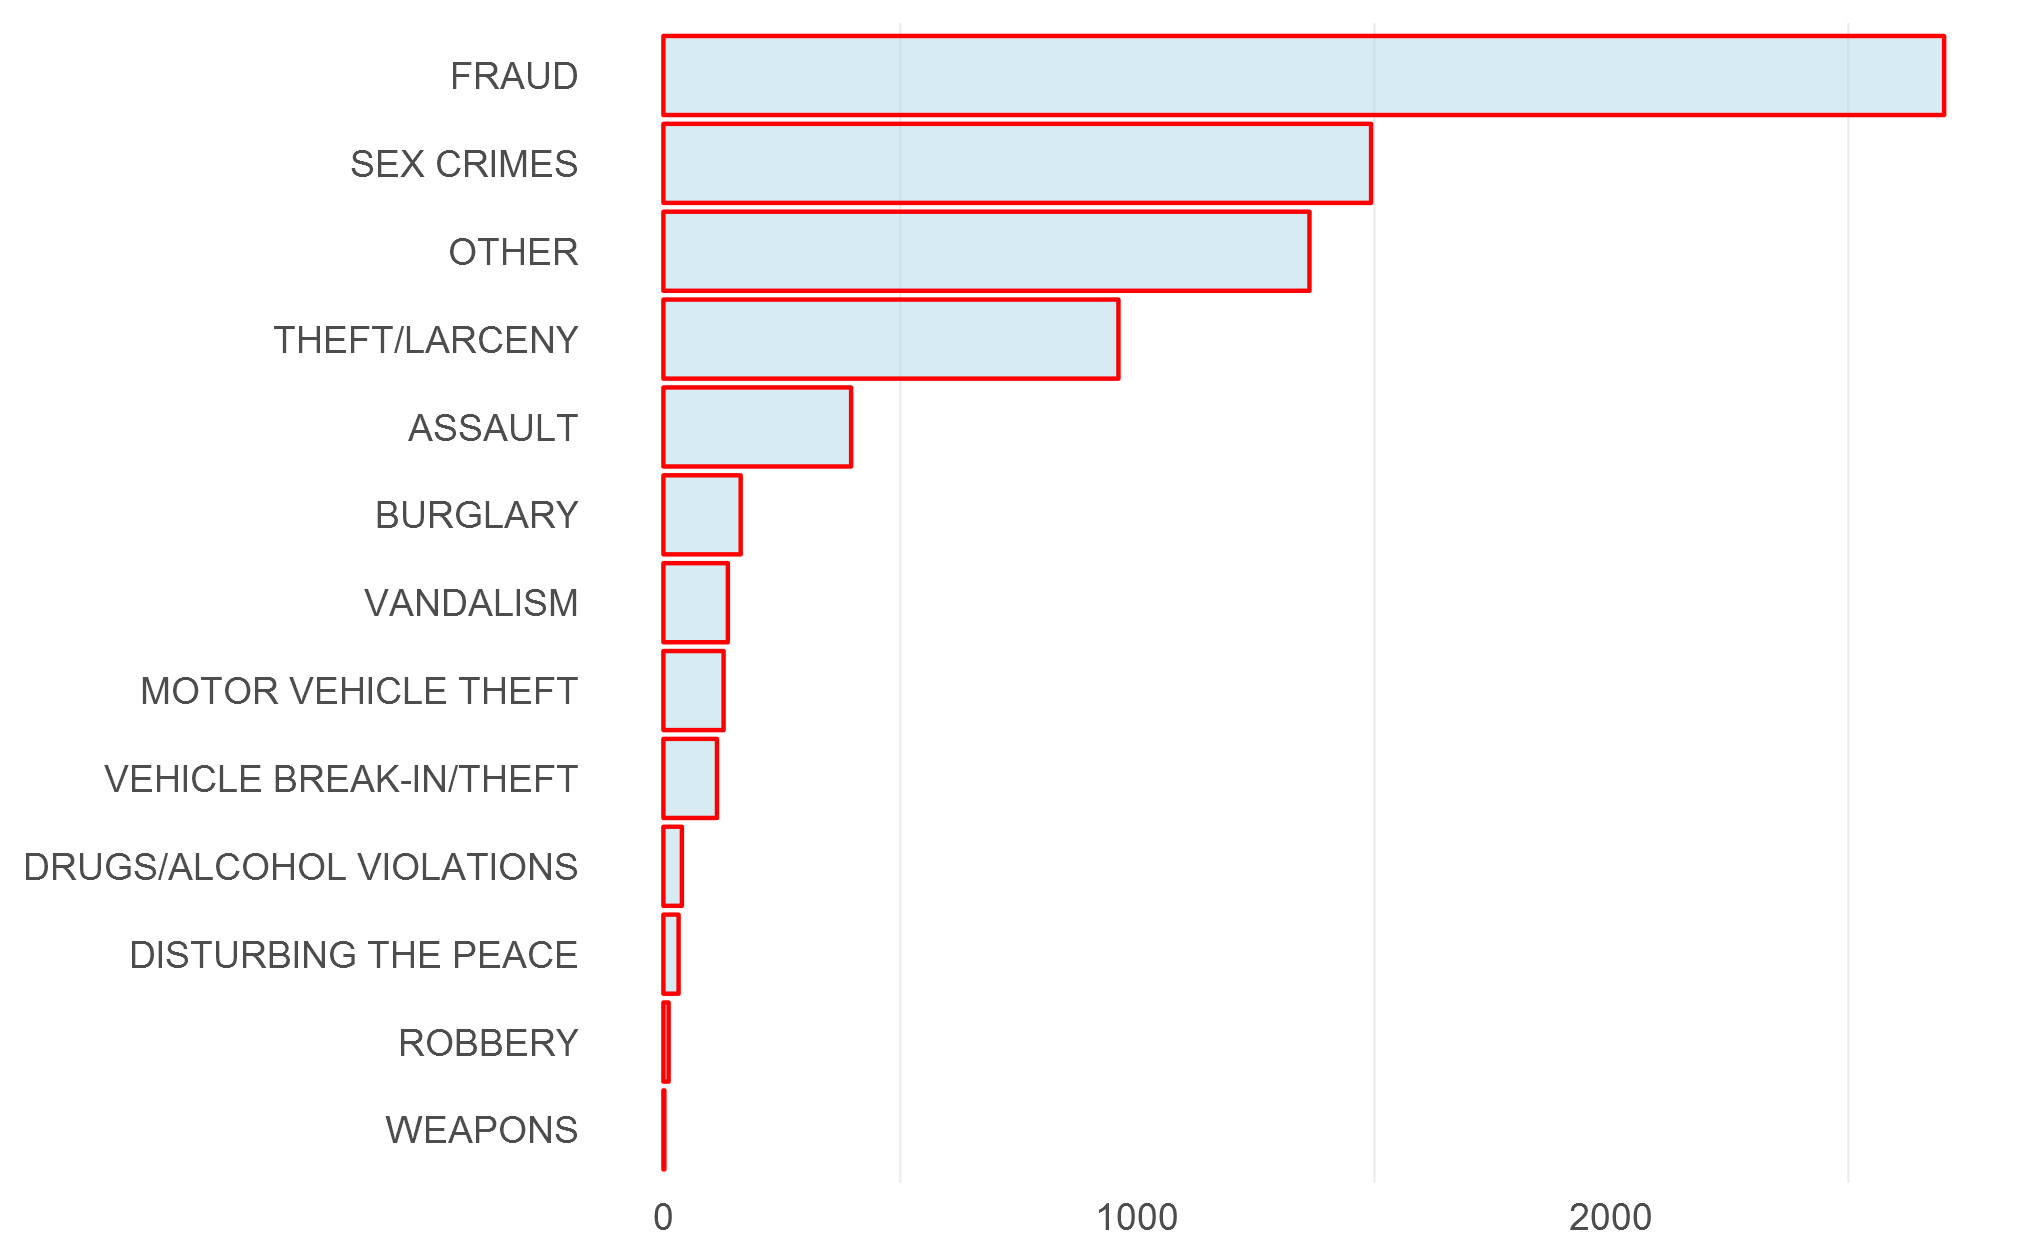 FRAUD
SEX CRIMES
OTHER
THEFT/LARCENY
ASSAULT
BURGLARY
VANDALISM
MOTOR VEHICLE THEFT
VEHICLE BREAK-IN/THEFT
DRUGS/ALCOHOL VIOLATIONS
DISTURBING THE PEACE
ROBBERY
WEAPONS
0 1000 2000